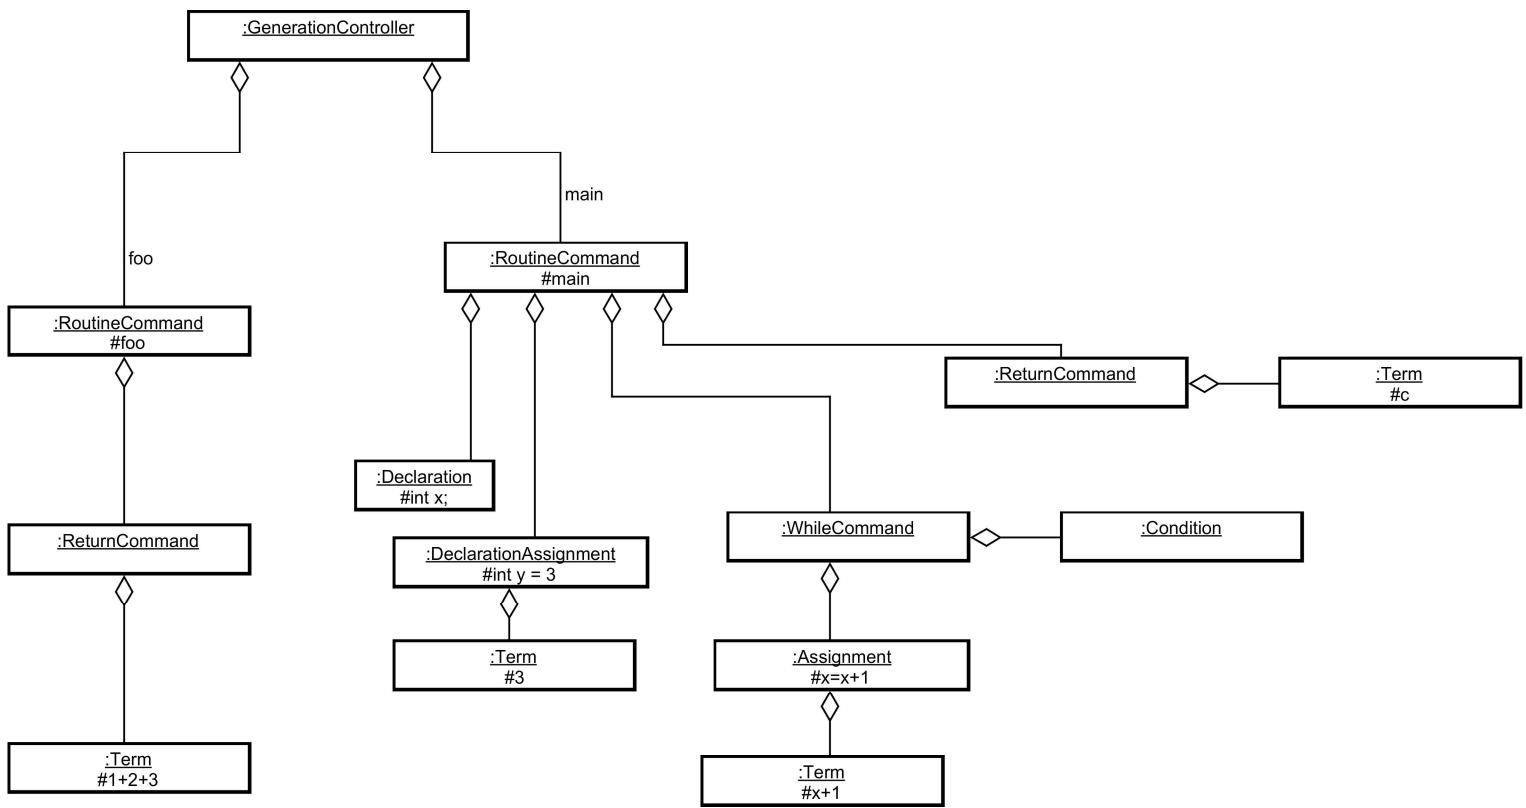 :GenerationController
main
foo
:RoutineCommand
#main
:RoutineCommand
#foo
:ReturnCommand
:Term
#c
:Declaration
#int x;
:WhileCommand
:Condition
:ReturnCommand
:DeclarationAssignment
#int y = 3
:Term
#3
:Assignment
#x=x+1
:Term
#1+2+3
:Term
#x+1